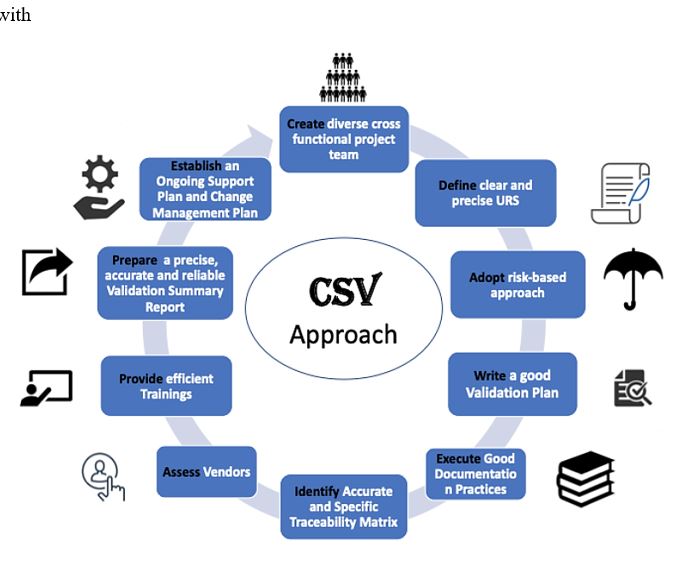 with
Create diverse cross
functional project
team
Define clear and
precise URS
Adopt risk-based
approach
Write a good
Validation Plan
Execute Good
Documentatio
n Practices
Identify Accurate
and Specific
Traceability Matrix
Assess Vendors
Provide efficient
Trainings
Prepare a precise,
accurate and reliable
Validation Summary
Report
Establish an
Ongoing Support
Plan and Change
Management Plan
CSV
Approach